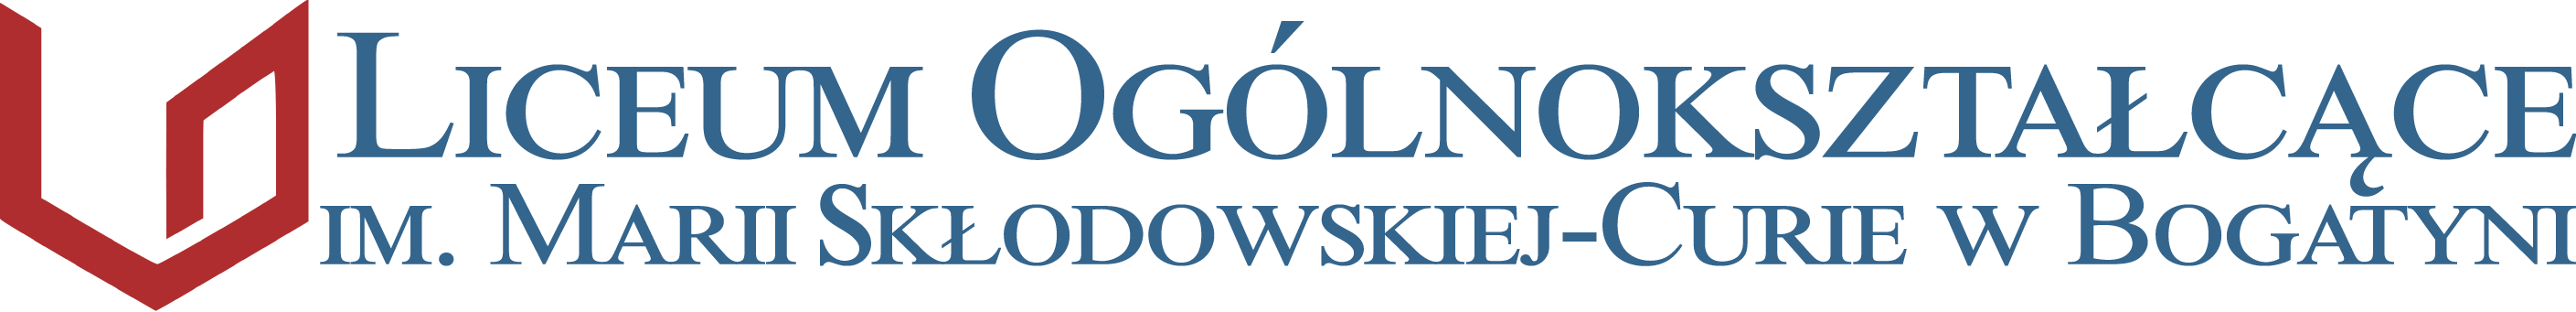 Liceum Ogólnokształcące
im. Marii Skłodowskiej-Curie w Bogatyni